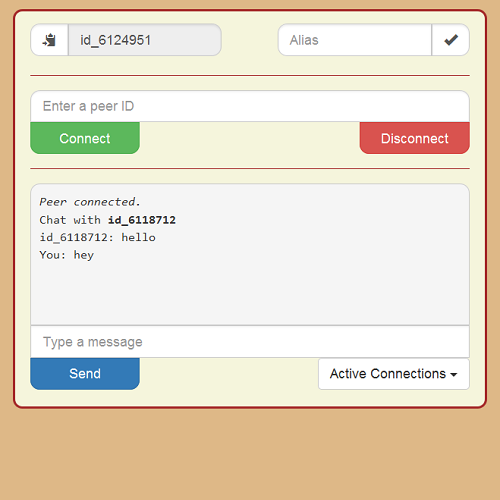 id_6124951
Alias
Enter a peer ID
Connect
Disconnect
Peer connected.
Chat with id_6118712
id_6118712: hello
You: hey
Type a message
Send
Active Connections